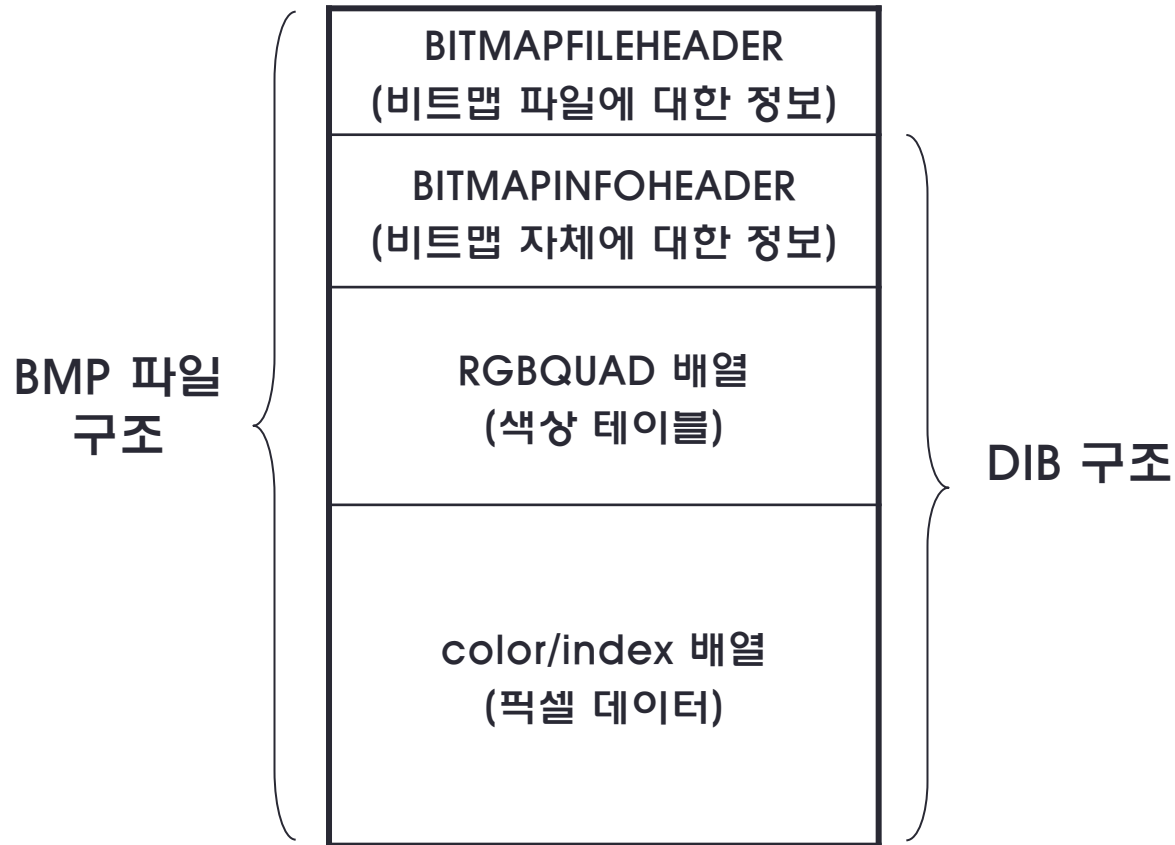 BITMAPFILEHEADER
(비트맵 파일에 대한 정보)
BITMAPINFOHEADER
(비트맵 자체에 대한 정보)
RGBQUAD 배열
(색상 테이블)
color/index 배열
(픽셀 데이터)
BMP 파일
구조
DIB 구조